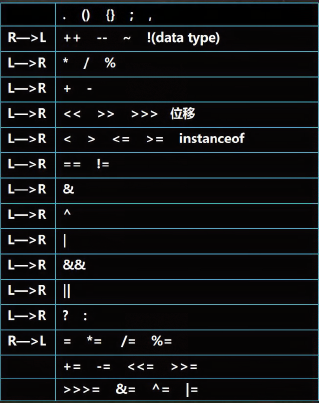 . () {} ; ,
R—>L ++ -- ~ !(data type)
L—>R * / %
L—>R + -
L—>R << >> >>> 位移
L—>R < > <= >= instanceof
L—>R == !=
L—>R &
L—>R ^
L—>R |
L—>R &&
L—>R ||
L—>R ? :
R—>L = *= /= %=
+= -= <<= >>=
>>>= &= ^= |=